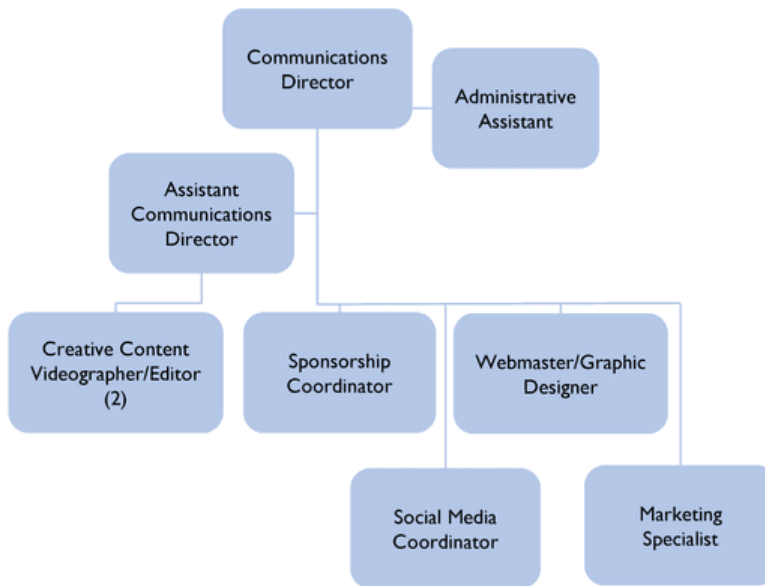 Communications
Director
Administrative
Assistant
Assistant
Communications
Director
Creative Content
Videographer/Editor
(2)
Sponsorship
Coordinator
Webmaster/Graphic
Designer
Social Media
Coordinator
Marketing
Specialist